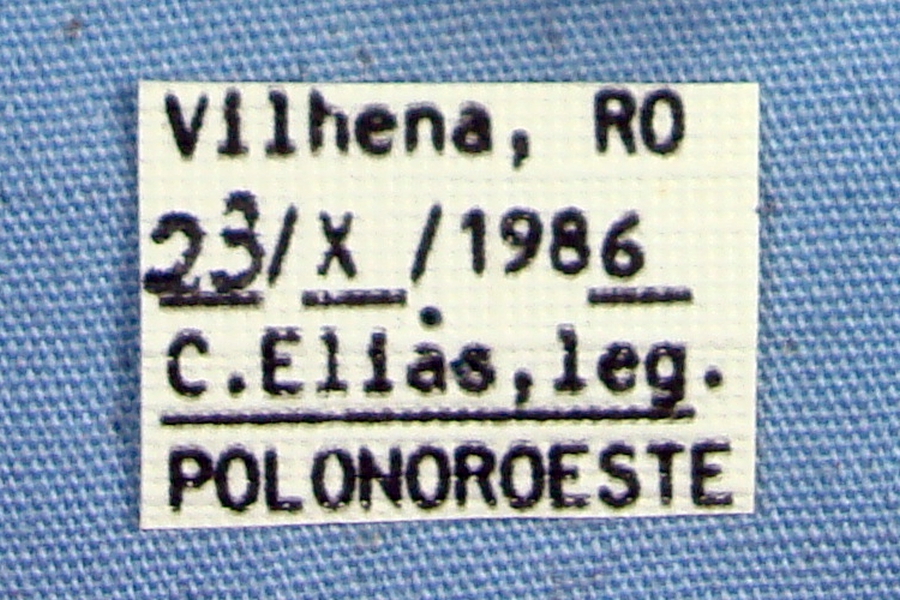 Vilhena, RO
23/X /1986
C.Elias,leg.
POLONOROESTE